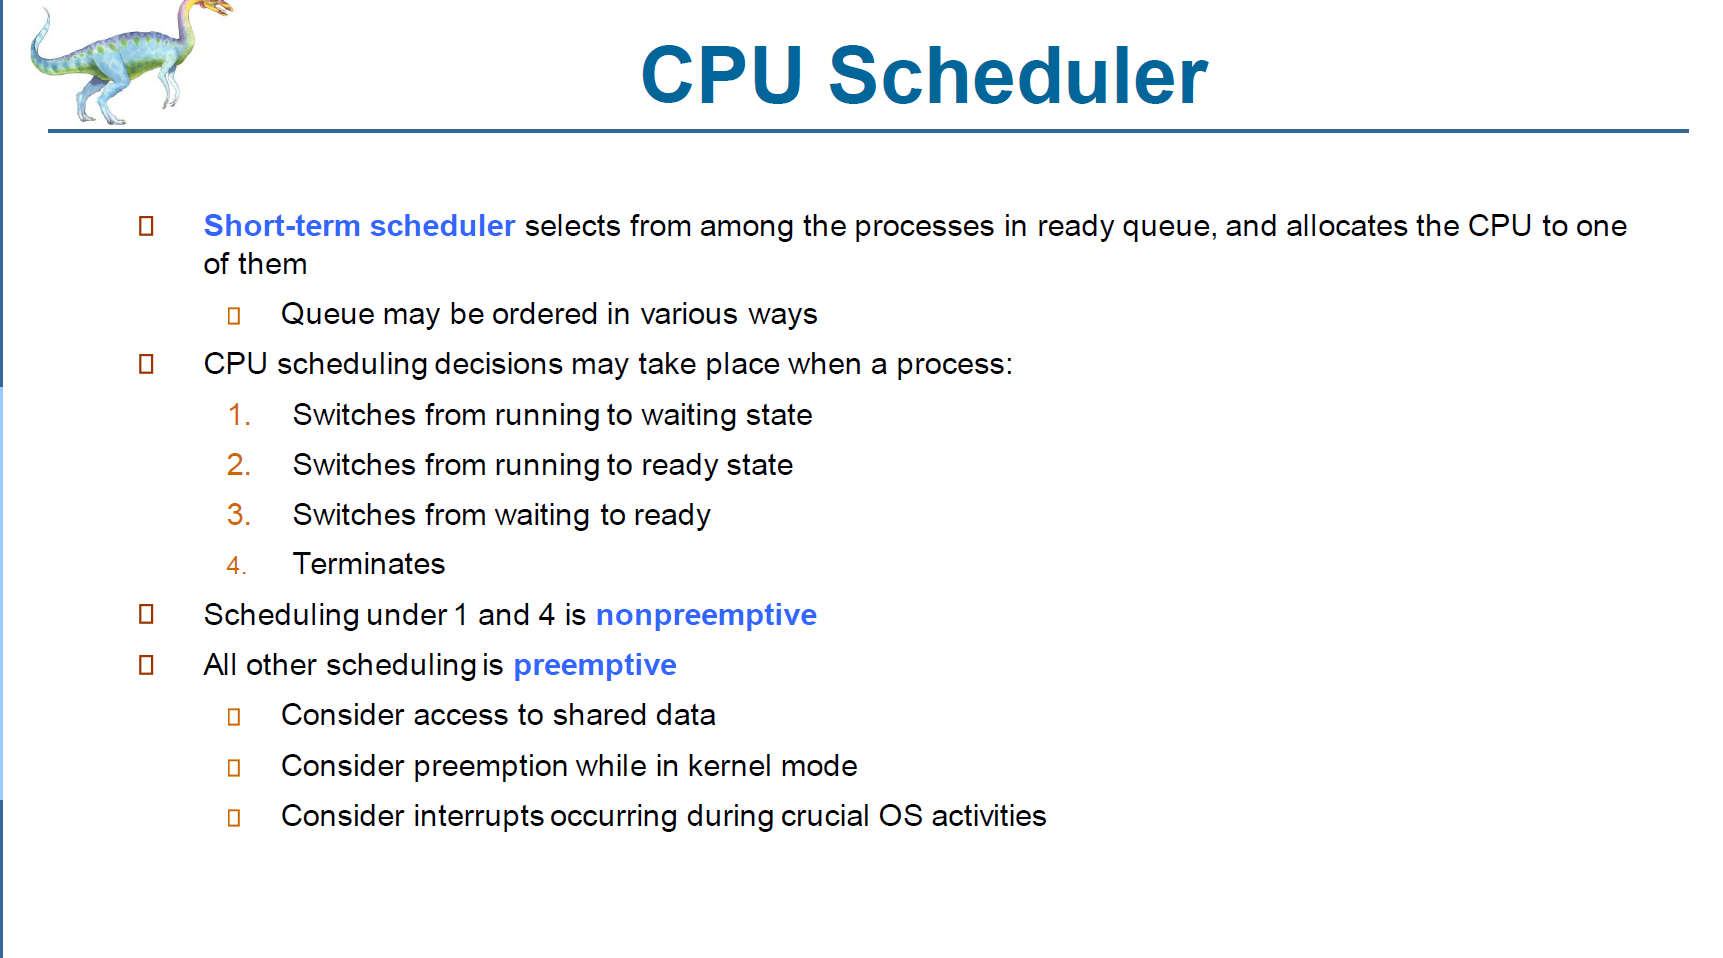 CPU Scheduler
Short-term scheduler selects from among the processes in ready queue, and allocates the CPU to one
of them
Queue may be ordered in various ways
CPU scheduling decisions may take place when a process:
1. Switches from running to waiting state
2. Switches from running to ready state
3. Switches from waiting to ready
4. Terminates
Scheduling under 1 and 4 is nonpreemptive
All other scheduling is preemptive
Consider access to shared data
Consider preemption while in kernel mode
Consider interrupts occurring during crucial OS activities